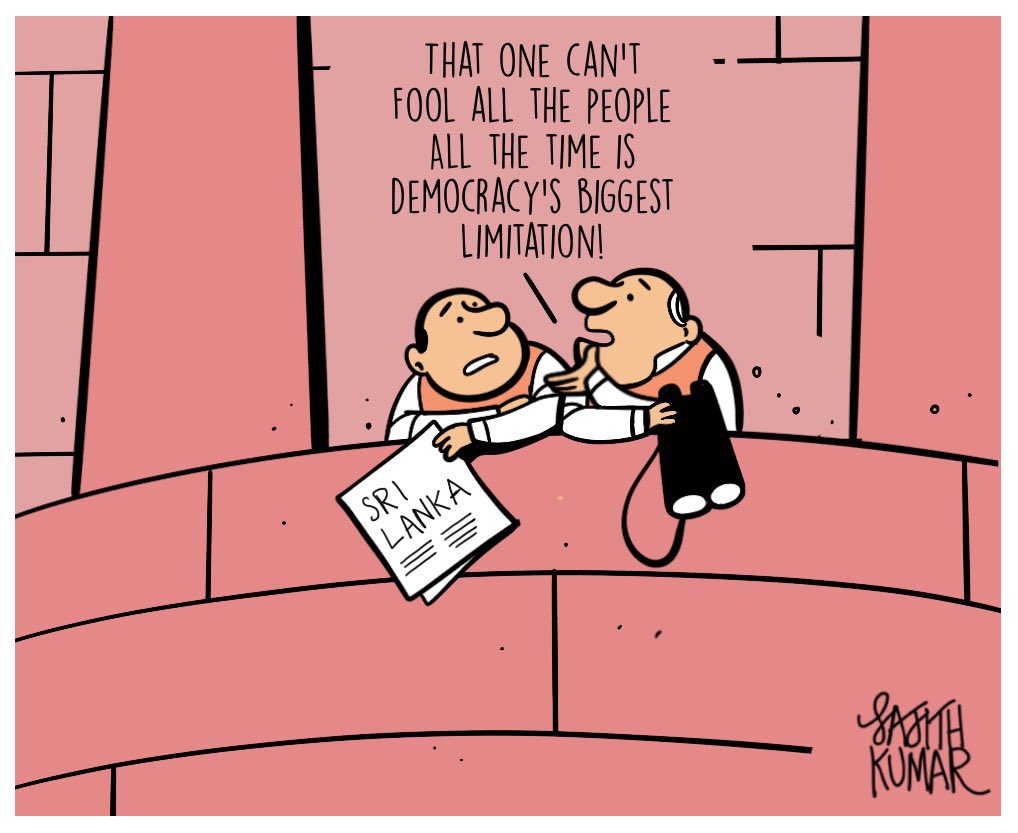 THAT ONE CAN'T
FOOL ALL THE PEOPLE
ALL THE TIME IS
DEMOCRACY'S BIGGEST
LIMITATION!
SRI
LANKA
SAJITH
KUMAR